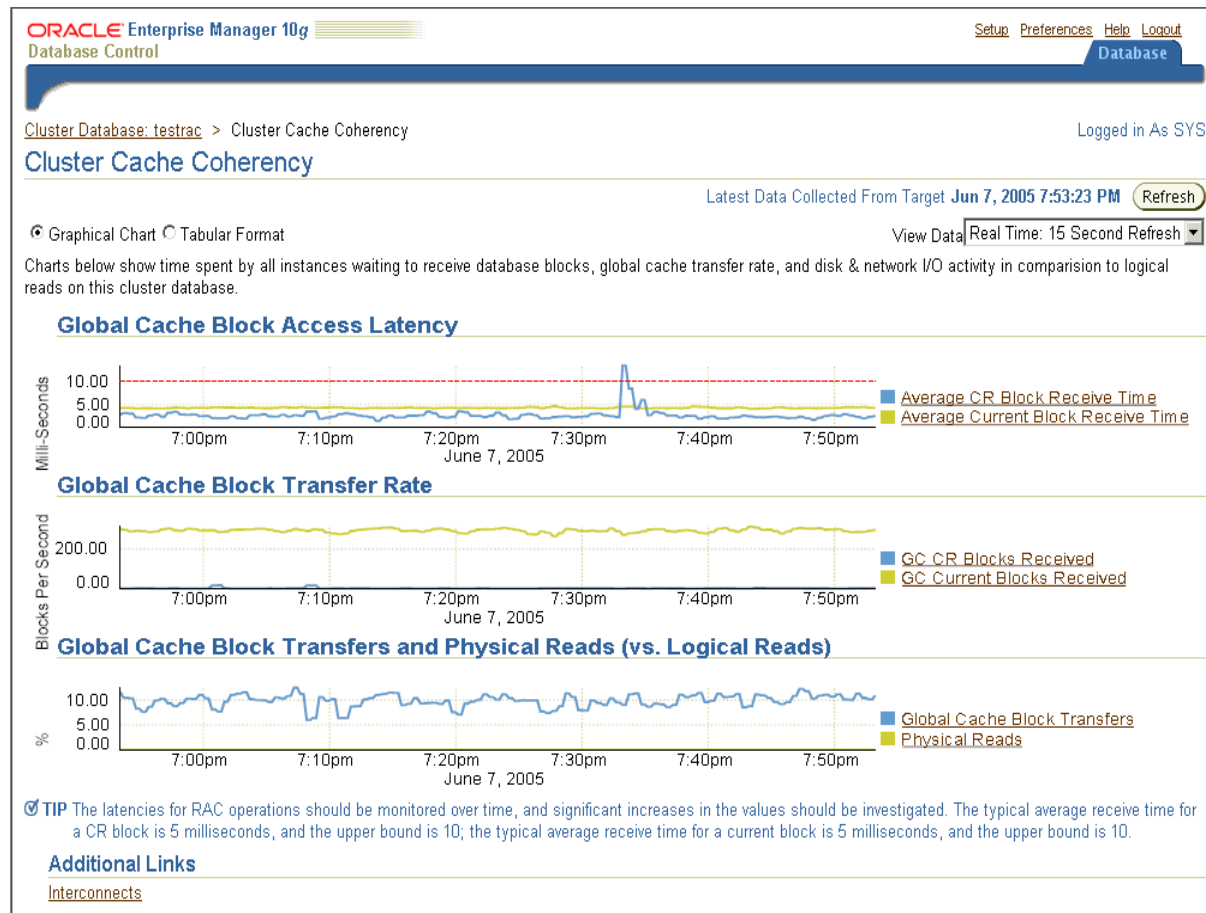 ORACLE Enterprise Manager 10g
Database Control
Setup Preferences Help Logout
Database
Cluster Database: testrac > Cluster Cache Coherency
Logged in As SYS
Cluster Cache Coherency
Latest Data Collected From Target Jun 7, 2005 7:53:23 PM Refresh
Graphical Chart Tabular Format
View Data Real Time: 15 Second Refresh
Charts below show time spent by all instances waiting to receive database blocks, global cache transfer rate, and disk & network I/O activity in comparision to logical
reads on this cluster database.
Global Cache Block Access Latency
Milli-Seconds
10.00
5.00
0.00
7:00pm 7:10pm 7:20pm 7:30pm 7:40pm 7:50pm
June 7, 2005
Average CR Block Receive Time
Average Current Block Receive Time
Global Cache Block Transfer Rate
Blocks Per Second
200.00
0.00
7:00pm 7:10pm 7:20pm 7:30pm 7:40pm 7:50pm
June 7, 2005
GC CR Blocks Received
GC Current Blocks Received
Global Cache Block Transfers and Physical Reads (vs. Logical Reads)
%
10.00
5.00
0.00
7:00pm 7:10pm 7:20pm 7:30pm 7:40pm 7:50pm
June 7, 2005
Global Cache Block Transfers
Physical Reads
TIP The latencies for RAC operations should be monitored over time, and significant increases in the values should be investigated. The typical average receive time for
a CR block is 5 milliseconds, and the upper bound is 10; the typical average receive time for a current block is 5 milliseconds, and the upper bound is 10.
Additional Links
Interconnects